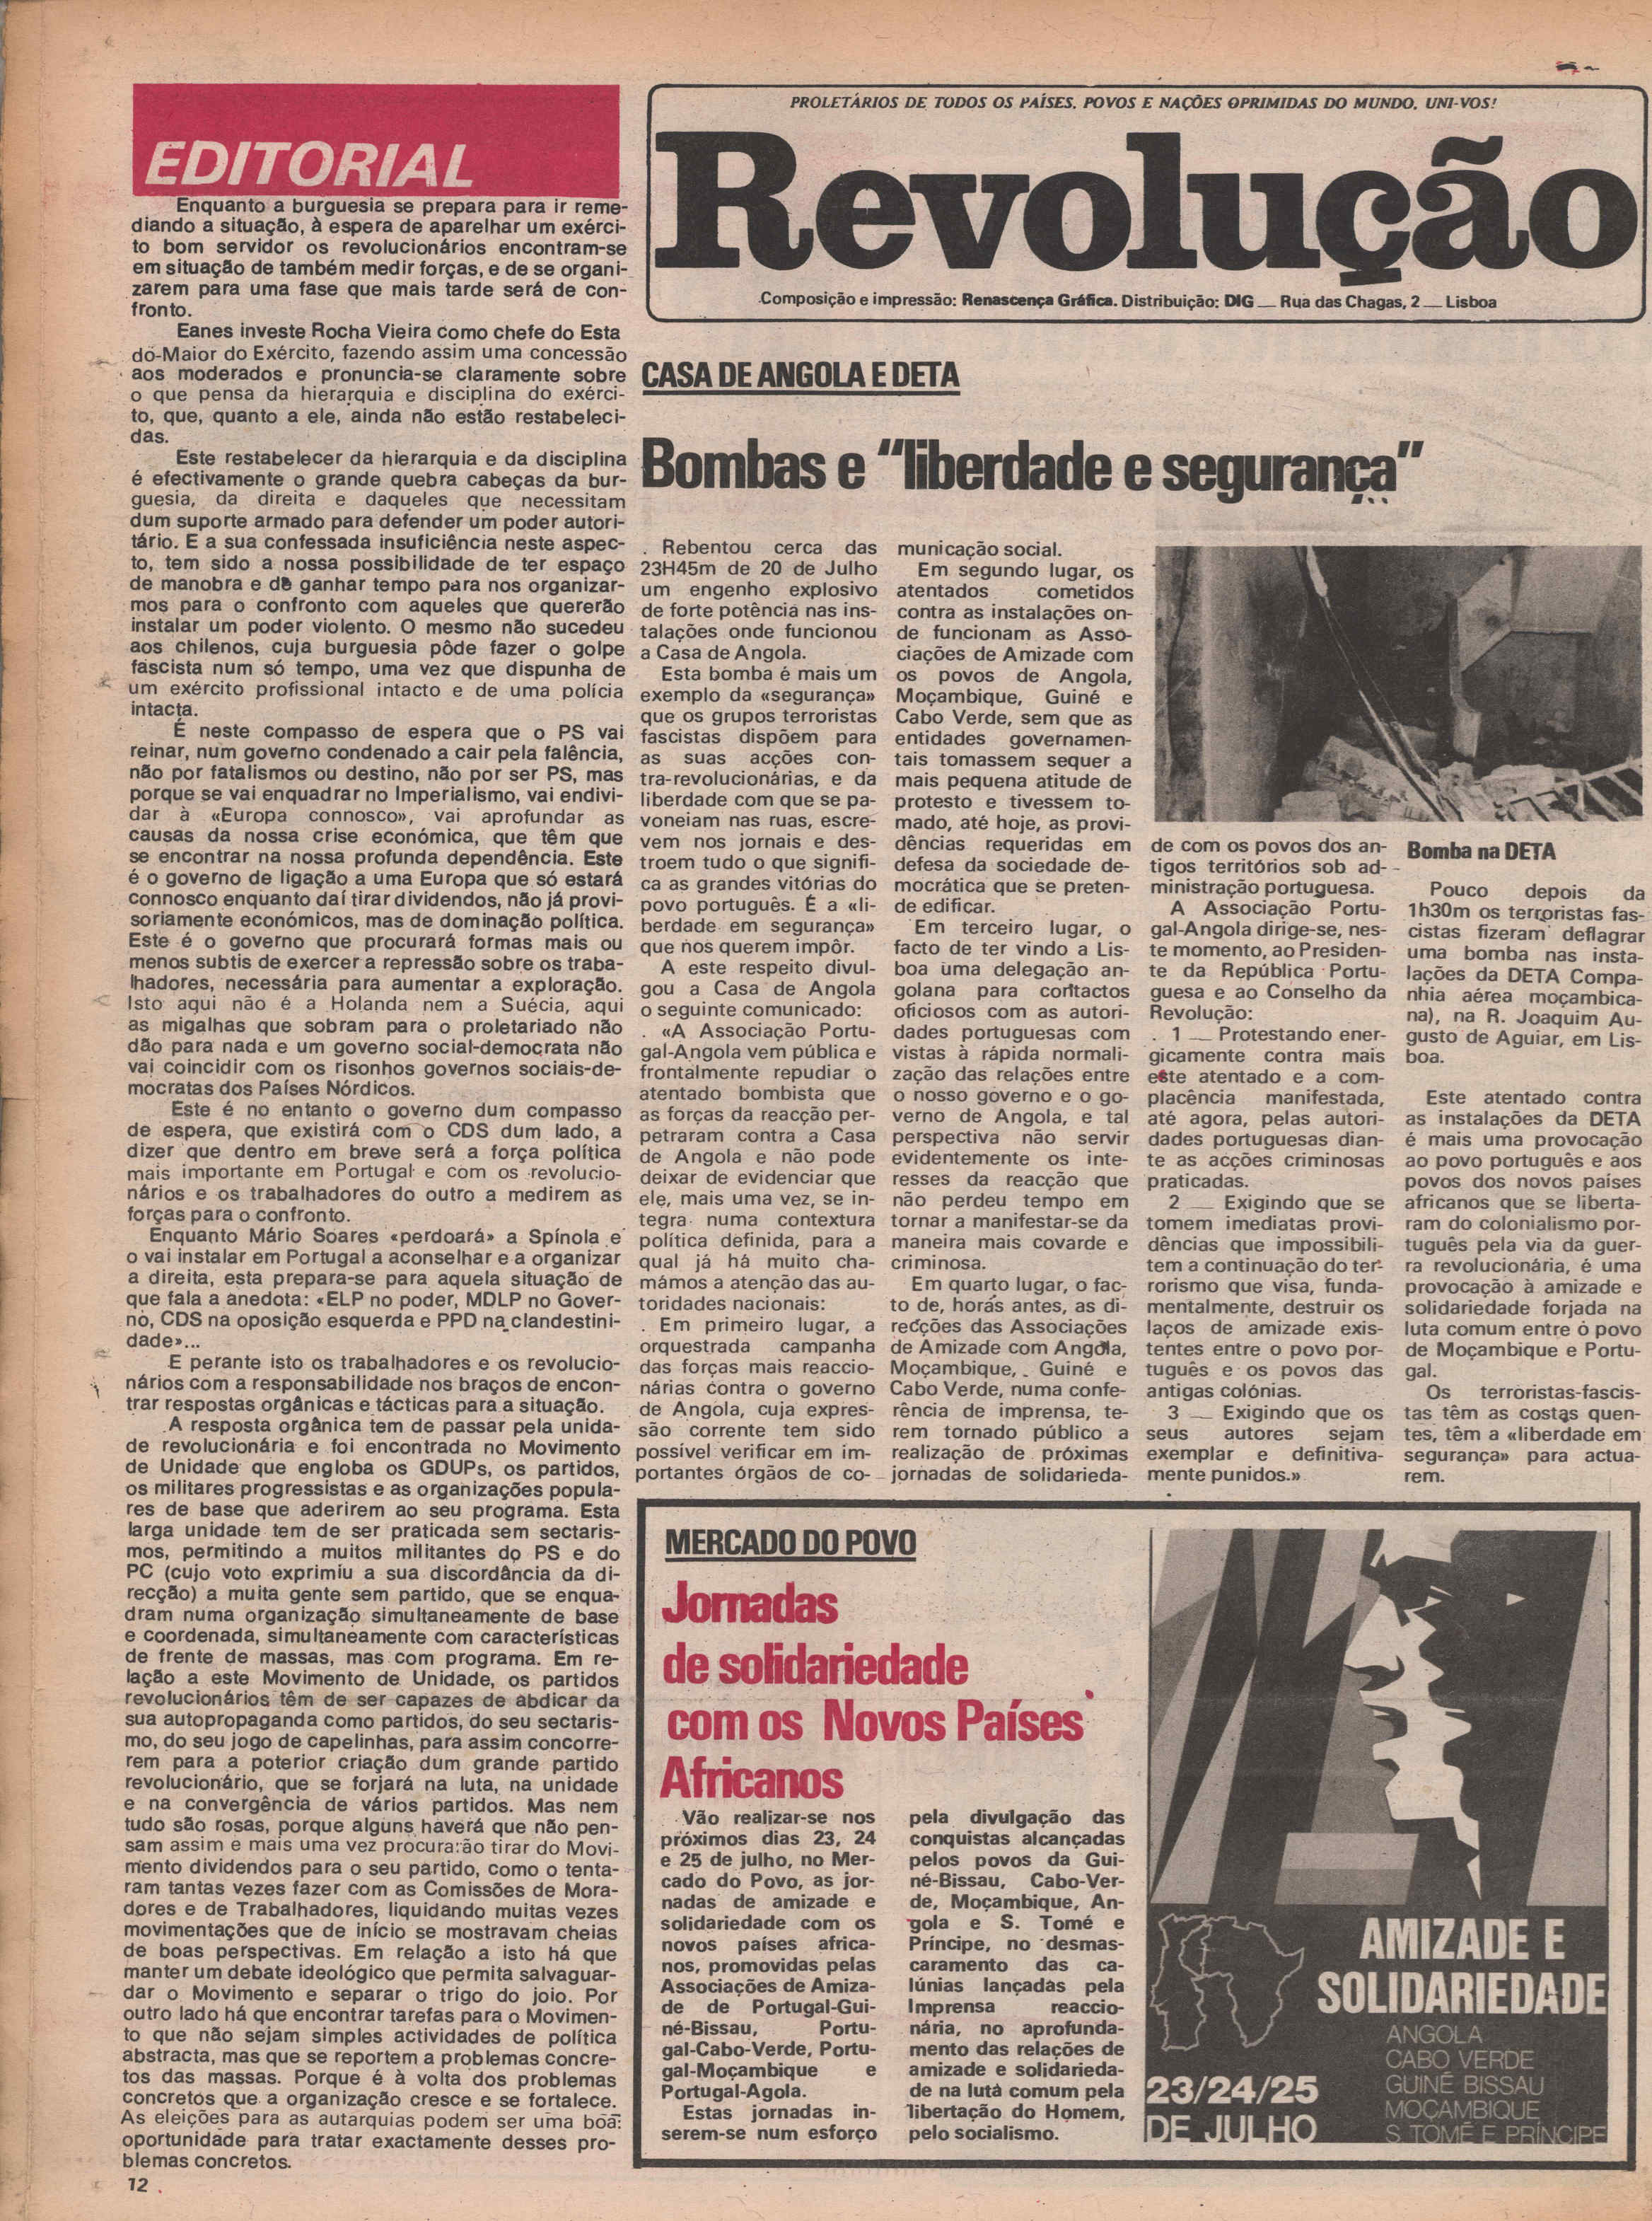 EDITORIAL
Enquanto a burguesia se prepara para ir reme-
diando a situação, à espera de aparelhar um exérci-
to bom servidor os revolucionários encontram-se
em situação de também medir forças, e de se organi-
zarem para uma fase que mais tarde será de con-
fronto.
Eanes investe Rocha Vieira como chefe do Esta
do-Maior do Exército, fazendo assim uma concessão
aos moderados e pronuncia-se claramente sobre
o que pensa da hierarquia e disciplina do exérci-
to, que, quanto a ele, ainda não estão restabeleci-
das.
Este restabelecer da hierarquia e da disciplina
é efectivamente o grande quebra cabeças da bur-
guesia, da direita e daqueles que necessitam
dum suporte armado para defender um poder autori-
tário. E a sua confessada insuficiência neste aspec-
to, tem sido a nossa possibilidade de ter espaço
de manobra e de ganhar tempo para nos organizar-
mos para o confronto com aqueles que quererão
instalar um poder violento. O mesmo não sucedeu
aos chilenos, cuja burguesia pôde fazer o golpe
fascista num só tempo, uma vez que dispunha de
um exército profissional intacto e de uma polícia
intacta.
É neste compasso de espera que o PS vai
reinar, num governo condenado a cair pela falência,
não por fatalismos ou destino, não por ser PS, mas
porque se vai enquadrar no Imperialismo, vai endivi-
dar à «Europa connosco», vai aprofundar as
causas da nossa crise económica, que têm que
se encontrar na nossa profunda dependência. Este
é o governo de ligação a uma Europa que só estará
connosco enquanto daí tirar dividendos, não já provi-
soriamente económicos, mas de dominação política.
Este é o governo que procurará formas mais ou
menos subtis de exercer a repressão sobre os traba-
lhadores, necessária para aumentar a exploração.
Isto aqui não é a Holanda nem a Suécia, aqui
as migalhas que sobram para o proletariado não
dão para nada e um governo social-democrata não
vai coincidir com os risonhos governos sociais-de-
mocratas dos Países Nórdicos.
Este é no entanto o governo dum compasso
de espera, que existirá com o CDS dum lado, a
dizer que dentro em breve será a força política
mais importante em Portugal e com os revolucio-
nários e os trabalhadores do outro a medirem as
forças para o confronto.
Enquanto Mário Soares «perdoará» a Spínola e
o vai instalar em Portugal a aconselhar e a organizar
a direita, esta prepara-se para aquela situação de
que fala a anedota: «ELP no poder, MDLP no Gover-
no, CDS na oposição esquerda e PPD na clandestini-
dade»...
E perante isto os trabalhadores e os revolucio-
nários com a responsabilidade nos braços de encon-
trar respostas orgânicas e tácticas para a situação.
A resposta orgânica tem de passar pela unida-
de revolucionária e foi encontrada no Movimento
de Unidade que engloba os GDUPs, os partidos,
os militares progressistas e as organizações popula-
res de base que aderirem ao seu programa. Esta
larga unidade tem de ser praticada sem sectaris-
mos, permitindo a muitos militantes do PS e do
PC (cujo voto exprimiu a sua discordância da di-
recção) a muita gente sem partido, que se enqua-
dram numa organização simultaneamente de base
e coordenada, simultaneamente com características
de frente de massas, mas com programa. Em re-
lação a este Movimento de Unidade, os partidos
revolucionários têm de ser capazes de abdicar da
sua autopropaganda como partidos, do seu sectaris-
mo, do seu jogo de capelinhas, para assim concorre-
rem para a poterior criação dum grande partido
revolucionário, que se forjará na luta, na unidade
e na convergência de vários partidos. Mas nem
tudo são rosas, porque alguns haverá que não pen-
sam assim e mais uma vez procurarão tirar do Movi-
mento dividendos para o seu partido, como o tenta-
ram tantas vezes fazer com as Comissões de Mora-
dores e de Trabalhadores, liquidando muitas vezes
movimentações que de início se mostravam cheias
de boas perspectivas. Em relação a isto há que
manter um debate ideológico que permita salvaguar-
dar o Movimento e separar o trigo do joio. Por
outro lado há que encontrar tarefas para o Movimen-
to que não sejam simples actividades de política
abstracta, mas que se reportem a problemas concre-
tos das massas. Porque é à volta dos problemas
concretos que a organização cresce e se fortalece.
As eleições para as autarquias podem ser uma boa
oportunidade para tratar exactamente desses pro-
blemas concretos.
12
PROLETÁRIOS DE TODOS OS PAÍSES, POVOS E NAÇÕES OPRIMIDAS DO MUNDO, UNI-VOS!
Revolução
Composição e impressão: Renascença Gráfica. Distribuição: DIG — Rua das Chagas, 2 — Lisboa
CASA DE ANGOLA E DETA
Bombas e "liberdade e segurança"...
Rebentou cerca das
23H45m de 20 de Julho
um engenho explosivo
de forte potência nas ins-
talações onde funcionou
a Casa de Angola.
Esta bomba é mais um
exemplo da «segurança»
que os grupos terroristas
fascistas dispõem para
as suas acções con-
tra-revolucionárias, e da
liberdade com que se pa-
voneiam nas ruas, escre-
vem nos jornais e des-
troem tudo o que signifi-
ca as grandes vitórias do
povo português. É a «li-
berdade em segurança»
que nos querem impôr.
A este respeito divul-
gou a Casa de Angola
o seguinte comunicado:
«A Associação Portu-
gal-Angola vem pública e
frontalmente repudiar o
atentado bombista que
as forças da reacção per-
petraram contra a Casa
de Angola e não pode
deixar de evidenciar que
ele, mais uma vez, se in-
tegra numa contextura
política definida, para a
qual já há muito cha-
mámos a atenção das au-
toridades nacionais:
Em primeiro lugar, a
orquestrada campanha
das forças mais reaccio-
nárias contra o governo
de Angola, cuja expres-
são corrente tem sido
possível verificar em im-
portantes órgãos de co-
municação social.
Em segundo lugar, os
atentados cometidos
contra as instalações on-
de funcionam as Asso-
ciações de Amizade com
os povos de Angola,
Moçambique, Guiné e
Cabo Verde, sem que as
entidades governamen-
tais tomassem sequer a
mais pequena atitude de
protesto e tivessem to-
mado, até hoje, as provi-
dências requeridas em
defesa da sociedade de-
mocrática que se preten-
de edificar.
Em terceiro lugar, o
facto de ter vindo a Lis-
boa uma delegação an-
golana para contactos
oficiosos com as autori-
dades portuguesas com
vistas à rápida normali-
zação das relações entre
o nosso governo e o go-
verno de Angola, e tal
perspectiva não servir
evidentemente os inte-
resses da reacção que
não perdeu tempo em
tornar a manifestar-se da
maneira mais covarde e
criminosa.
Em quarto lugar, o fac-
to de, horas antes, as di-
recções das Associações
de Amizade com Angola,
Moçambique, Guiné e
Cabo Verde, numa confe-
rência de imprensa, te-
rem tornado público a
realização de próximas
jornadas de solidarieda-
de com os povos dos an-
tigos territórios sob ad-
ministração portuguesa.
A Associação Portu-
gal-Angola dirige-se, nes-
te momento, ao Presiden-
te da República Portu-
guesa e ao Conselho da
Revolução:
1 — Protestando ener-
gicamente contra mais
este atentado e a com-
placência manifestada,
até agora, pelas autori-
dades portuguesas dian-
te as acções criminosas
praticadas.
2 — Exigindo que se
tomem imediatas provi-
dências que impossibili-
tem a continuação do ter-
rorismo que visa, funda-
mentalmente, destruir os
laços de amizade exis-
tentes entre o povo por-
tuguês e os povos das
antigas colónias.
3 — Exigindo que os
seus autores sejam
exemplar e definitiva-
mente punidos.»
Bomba na DETA
Pouco depois da
1h30m os terroristas fas-
cistas fizeram deflagrar
uma bomba nas insta-
lações da DETA Compa-
nhia aérea moçambica-
na), na R. Joaquim Au-
gusto de Aguiar, em Lis-
boa.
Este atentado contra
as instalações da DETA
é mais uma provocação
ao povo português e aos
povos dos novos países
africanos que se liberta-
ram do colonialismo por-
tuguês pela via da guer-
ra revolucionária, é uma
provocação à amizade e
solidariedade forjada na
luta comum entre o povo
de Moçambique e Portu-
gal.
Os terroristas-fascis-
tas têm as costas quen-
tes, têm a «liberdade em
segurança» para actua-
rem.
MERCADO DO POVO
Jornadas
de solidariedade
com os Novos Países
Africanos
Vão realizar-se nos
próximos dias 23, 24
e 25 de julho, no Mer-
cado do Povo, as jor-
nadas de amizade e
solidariedade com os
novos países africa-
nos, promovidas pelas
Associações de Amiza-
de de Portugal-Gui-
né-Bissau, Portu-
gal-Cabo-Verde, Portu-
gal-Moçambique e
Portugal-Agola.
Estas jornadas in-
serem-se num esforço
pela divulgação das
conquistas alcançadas
pelos povos da Gui-
né-Bissau, Cabo-Ver-
de, Moçambique, An-
gola e S. Tomé e
Príncipe, no desmas-
caramento das ca-
lúnias lançadas pela
Imprensa reaccio-
nária, no aprofunda-
mento das relações de
amizade e solidarieda-
de na luta comum pela
libertação do Homem,
pelo socialismo.
AMIZADE E
SOLIDARIEDADE
ANGOLA
CABO VERDE
GUINÉ BISSAU
MOÇAMBIQUE
S TOMÉ E PRÍNCIPE
23/24/25
DE JULHO